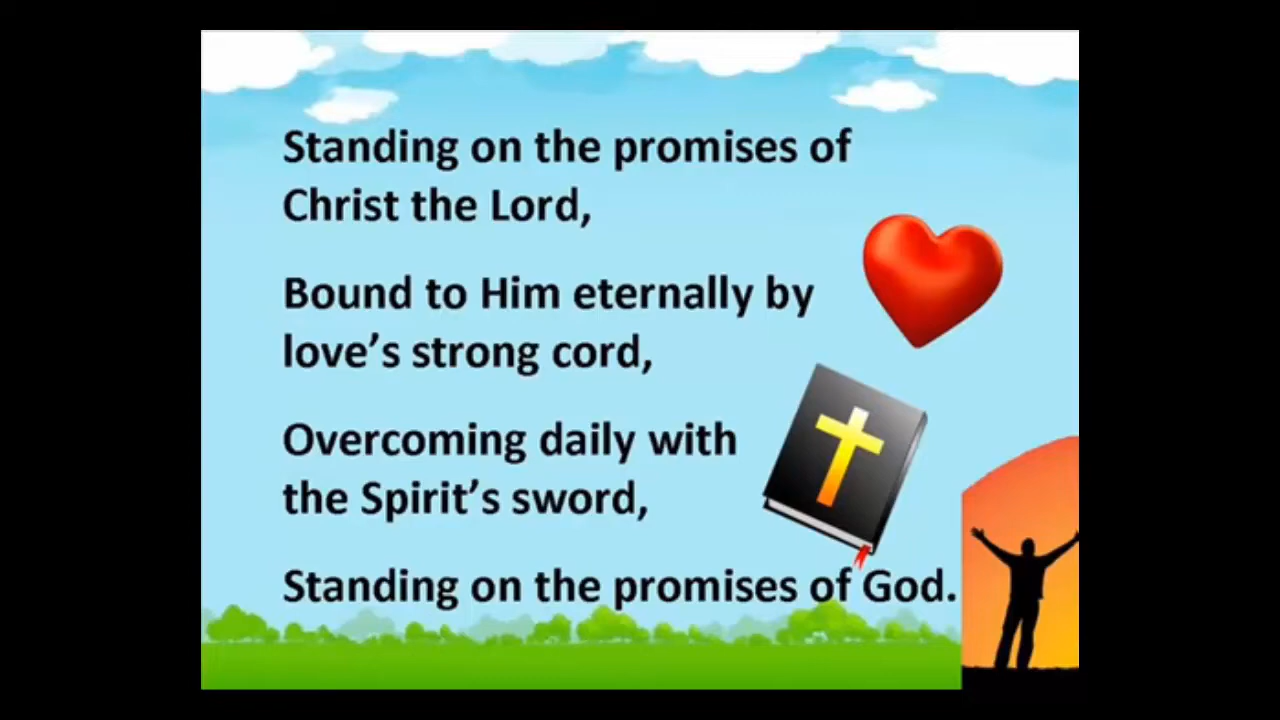 Standing on the promises of
Christ the Lord,
Bound to Him eternally by
love’s strong cord,
Overcoming daily with
the Spirit’s sword,
Standing on the promises of God.